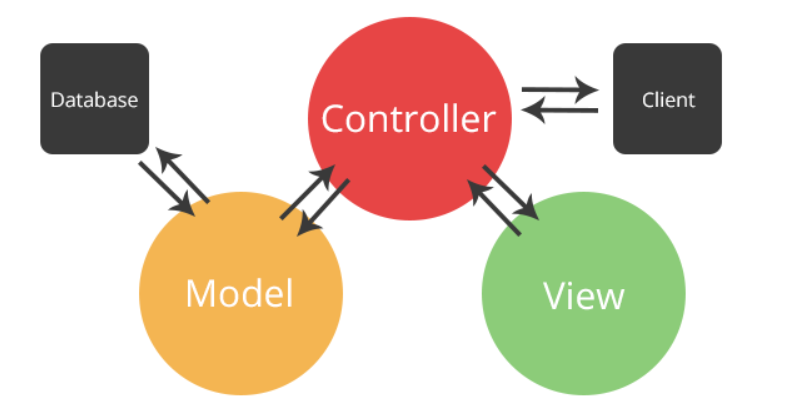 Database
Controller
Client
Model
View